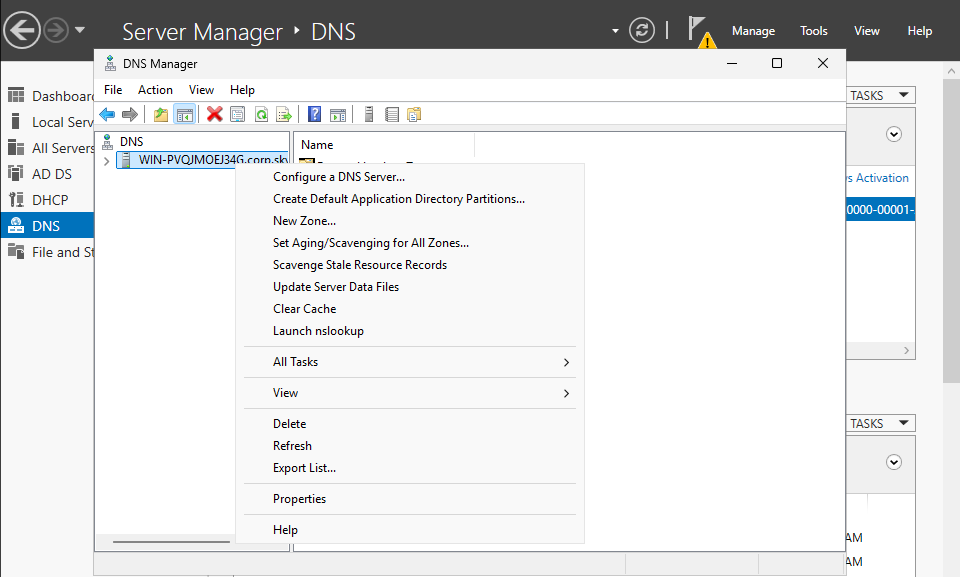 Server Manager
DNS
Manage
Tools
View
Help
DNS Manager
File
Action
View
Help
Dashboar
Local Serv
All Servers
AD DS
DHCP
DNS
File and St
DNS
WIN-PVQJMOEJ34G.corp.sk
Name
Configure a DNS Server...
Create Default Application Directory Partitions...
New Zone...
Set Aging/Scavenging for All Zones...
Scavenge Stale Resource Records
Update Server Data Files
Clear Cache
Launch nslookup
All Tasks
View
Delete
Refresh
Export List...
Properties
Help
TASKS
s Activation
0000-00001-
TASKS
AM
AM